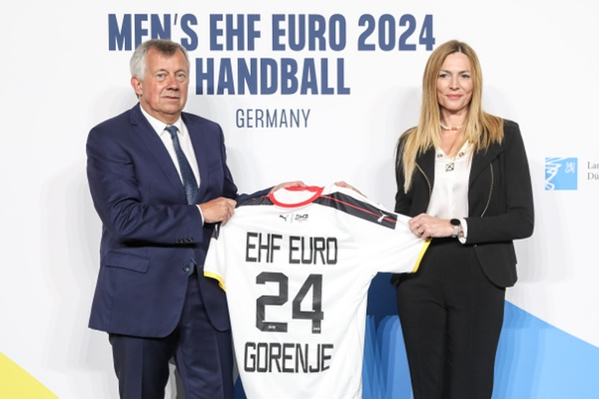 MEN'S EHF EURO 2024
HANDBALL
GERMANY
EHF EURO
24
GORENJE